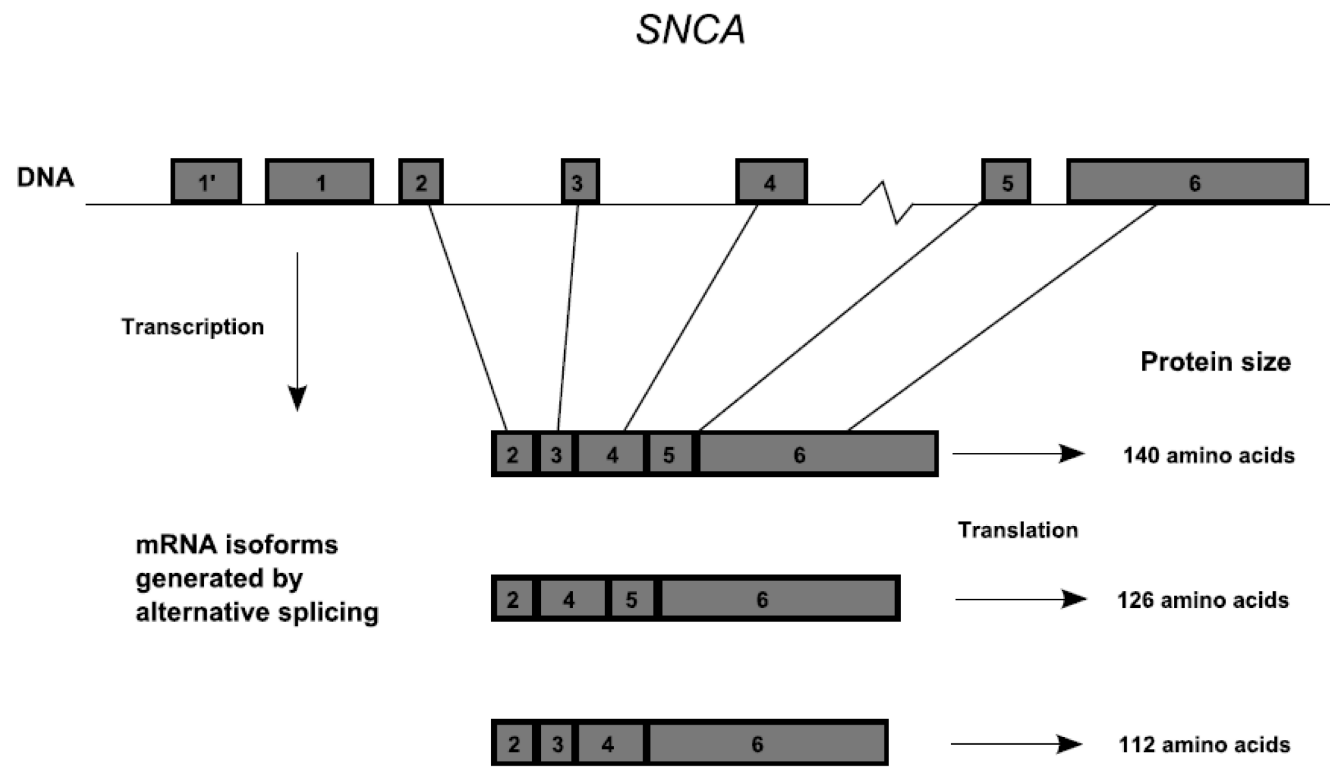 SNCA
DNA
1' 1 2 3 4 5 6
Transcription
Protein size
2 3 4 5 6
140 amino acids
Translation
mRNA isoforms
generated by
alternative splicing
2 4 5 6
126 amino acids
2 3 4 6
112 amino acids